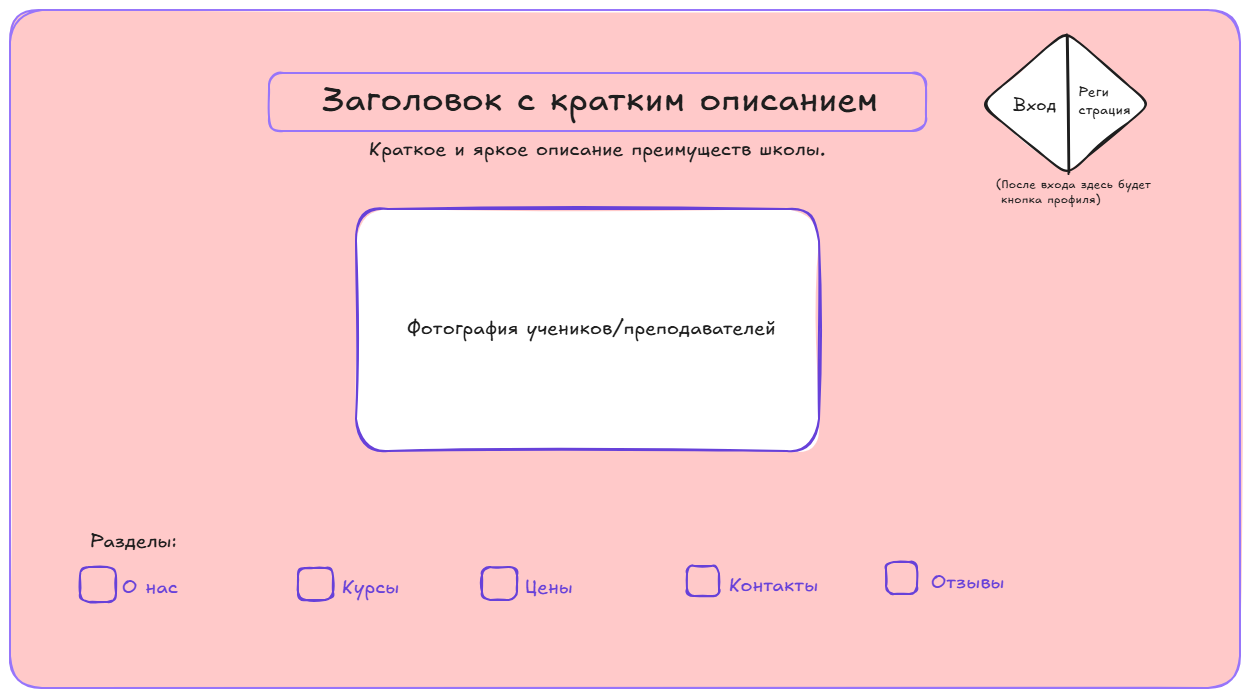 Заголовок с кратким описанием
Краткое и яркое описание преимуществ школы.
Вход
Реги
страция
(После входа здесь будет
кнопка профиля)
Фотография учеников/преподавателей
Разделы:
О нас
Курсы
Цены
Контакты
Отзывы